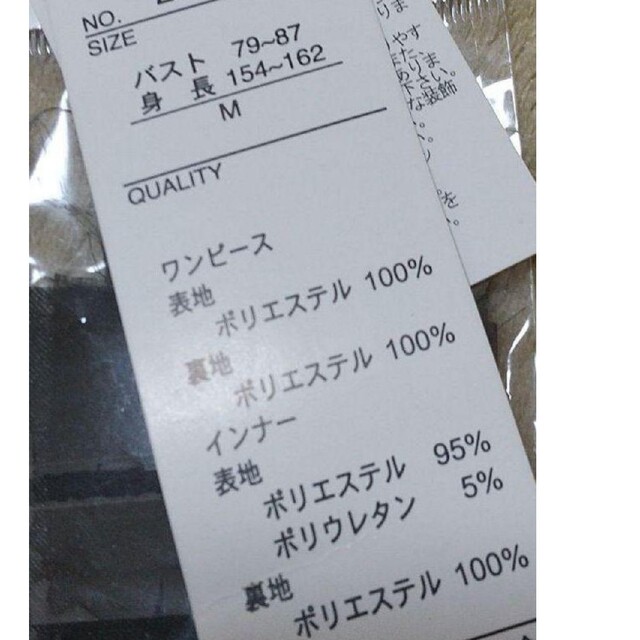 NO.
SIZE
バスト 79~87
身 長 154~162
M
QUALITY
ワンピース
表地
ポリエステル 100%
裏地
ポリエステル 100%
インナー
表地
ポリエステル 95%
ポリウレタン 5%
裏地
ポリエステル 100%